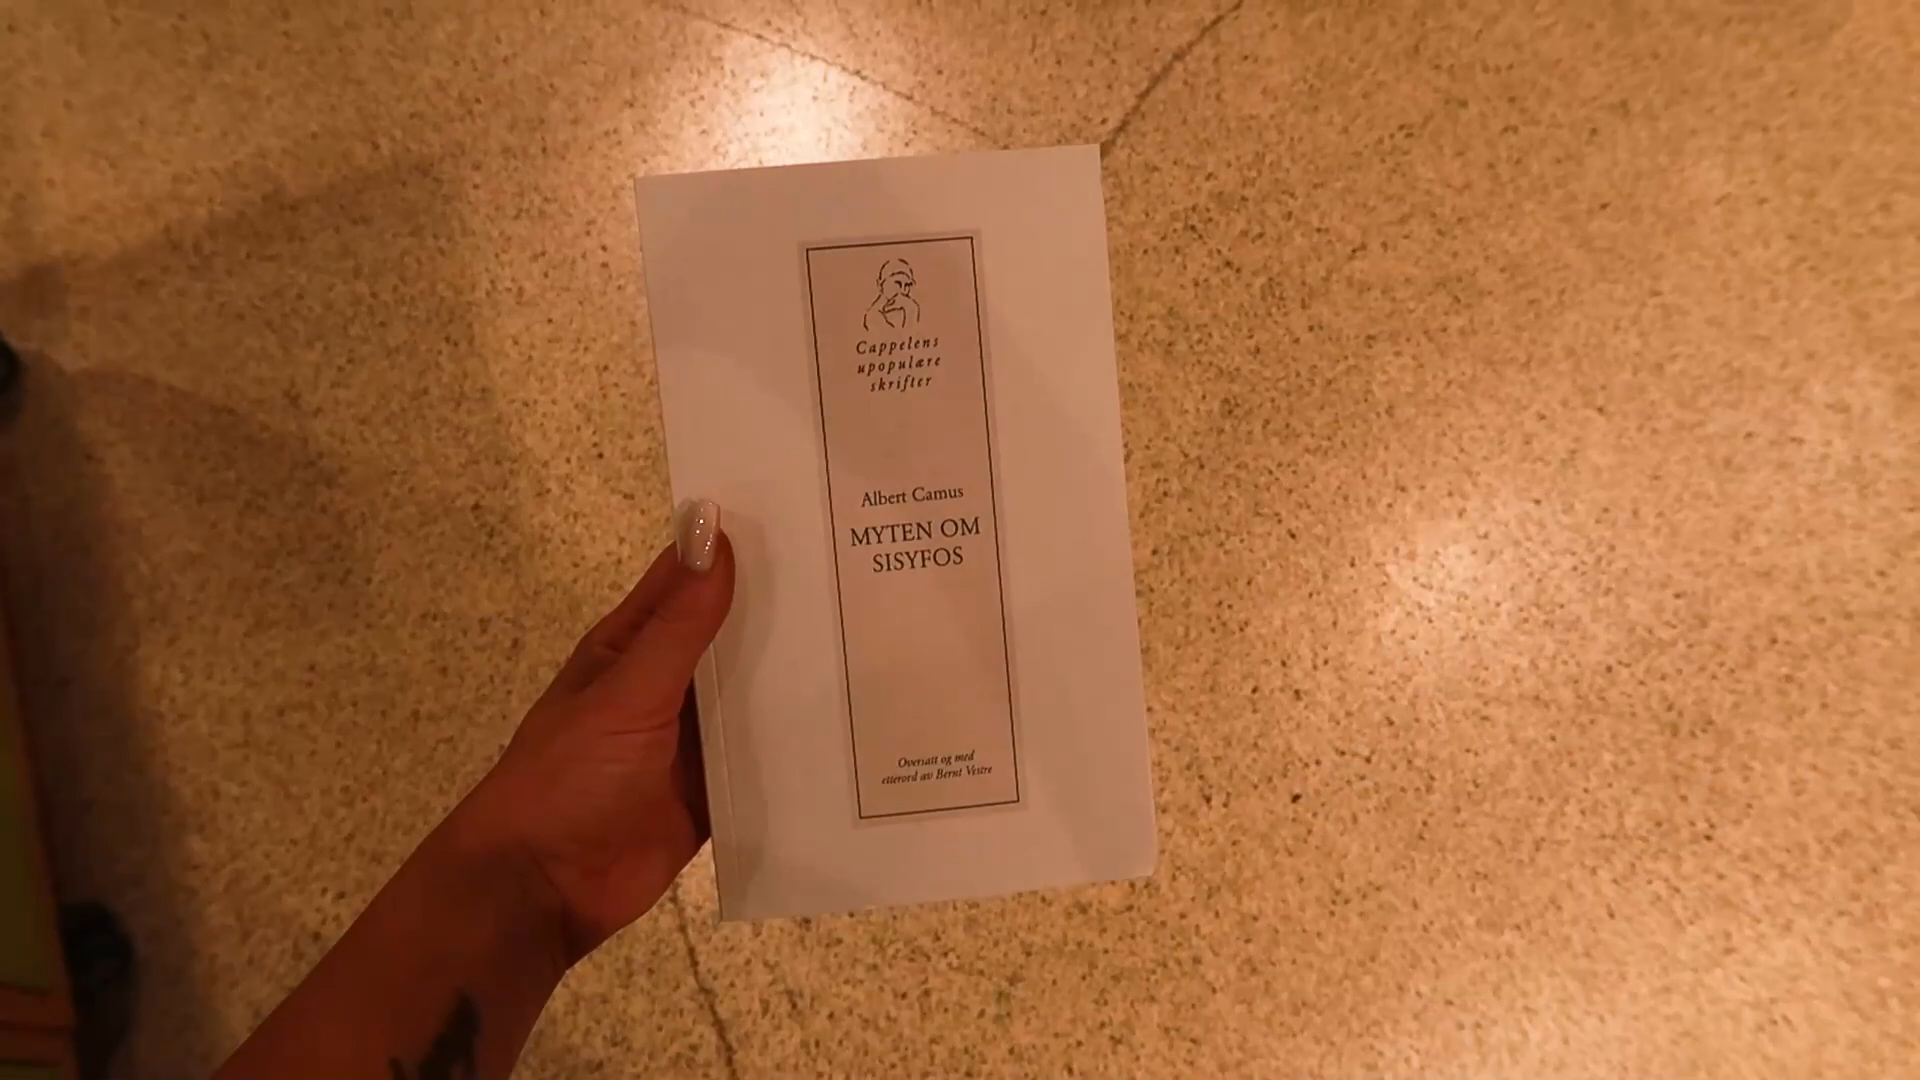 Cappelens
upopulære
skrifter
Albert Camus
MYTEN OM
SISYFOS
Oversatt og med
etterord av Bernt Vestre